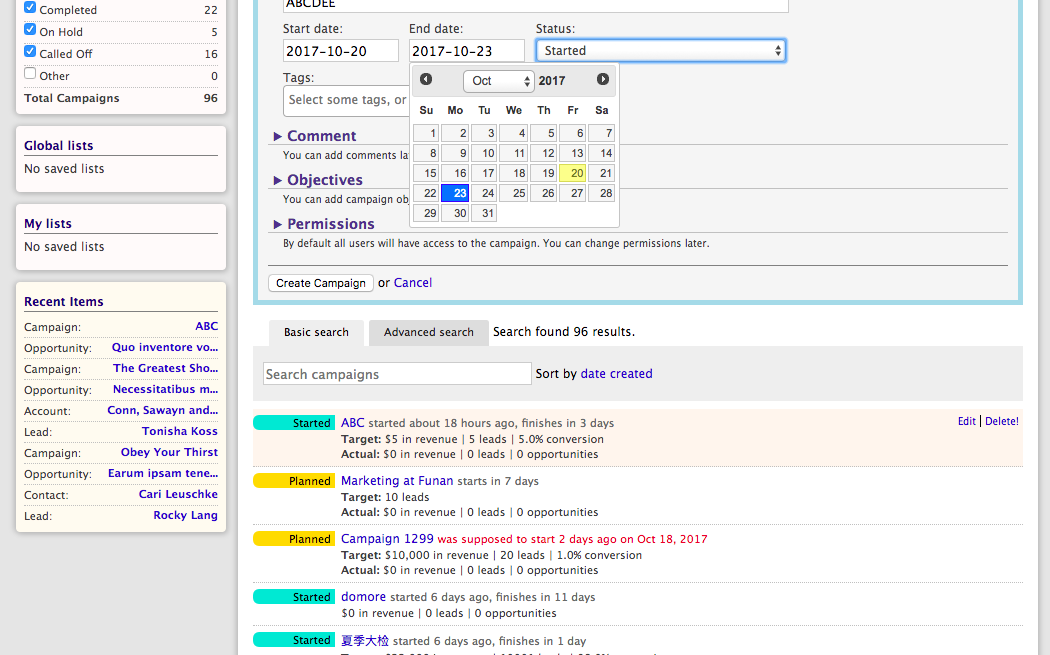 Completed 22
On Hold 5
Called Off 16
Other 0
Total Campaigns 96
Global lists
No saved lists
My lists
No saved lists
Recent Items
Campaign: ABC
Opportunity: Quo inventore vo...
Campaign: The Greatest Sho...
Opportunity: Necessitatibus m...
Account: Conn, Sawayn and...
Lead: Tonisha Koss
Campaign: Obey Your Thirst
Opportunity: Earum ipsam tene...
Contact: Cari Leuschke
Lead: Rocky Lang
ABCDEE
Start date: End date: Status:
2017-10-20 2017-10-23 Started
Tags:
Select some tags, or
Oct 2017
Su Mo Tu We Th Fr Sa
1 2 3 4 5 6 7
8 9 10 11 12 13 14
15 16 17 18 19 20 21
22 23 24 25 26 27 28
29 30 31
Comment
You can add comments la
Objectives
You can add campaign obj
Permissions
By default all users will have access to the campaign. You can change permissions later.
Create Campaign or Cancel
Basic search Advanced search Search found 96 results.
Search campaigns Sort by date created
Started ABC started about 18 hours ago, finishes in 3 days Edit | Delete!
Target: $5 in revenue | 5 leads | 5.0% conversion
Actual: $0 in revenue | 0 leads | 0 opportunities
Planned Marketing at Funan starts in 7 days
Target: 10 leads
Actual: $0 in revenue | 0 leads | 0 opportunities
Planned Campaign 1299 was supposed to start 2 days ago on Oct 18, 2017
Target: $10,000 in revenue | 20 leads | 1.0% conversion
Actual: $0 in revenue | 0 leads | 0 opportunities
Started domore started 6 days ago, finishes in 11 days
$0 in revenue | 0 leads | 0 opportunities
Started 夏季大检 started 6 days ago, finishes in 1 day